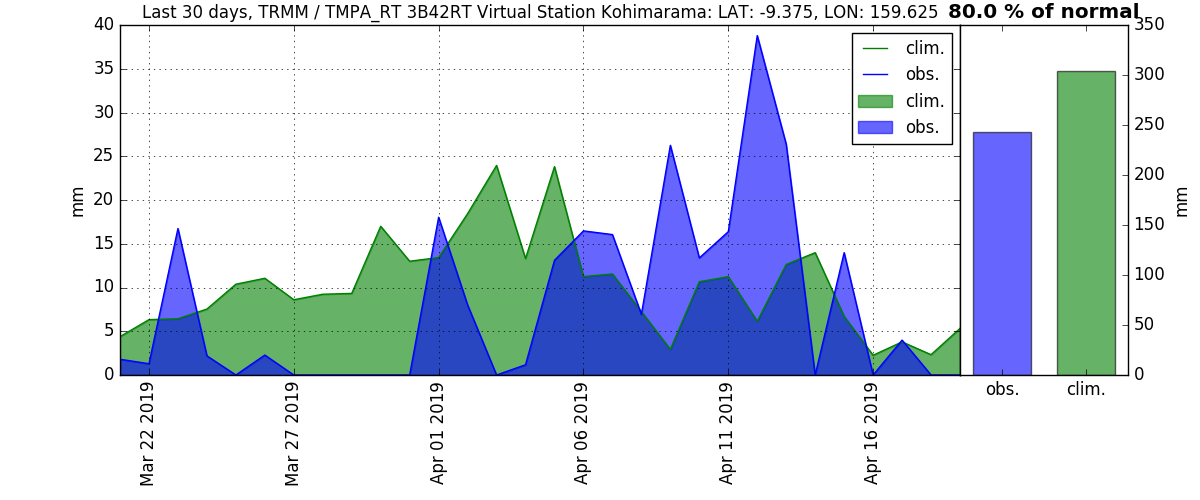 Last 30 days, TRMM / TMPA_RT 3B42RT Virtual Station Kohimarama: LAT: -9.375, LON: 159.625
80.0 % of normal
40
35
30
25
20
15
10
5
0
mm
clim.
obs.
clim.
obs.
Mar 22 2019
Mar 27 2019
Apr 01 2019
Apr 06 2019
Apr 11 2019
Apr 16 2019
350
300
250
200
150
100
50
0
mm
obs.
clim.